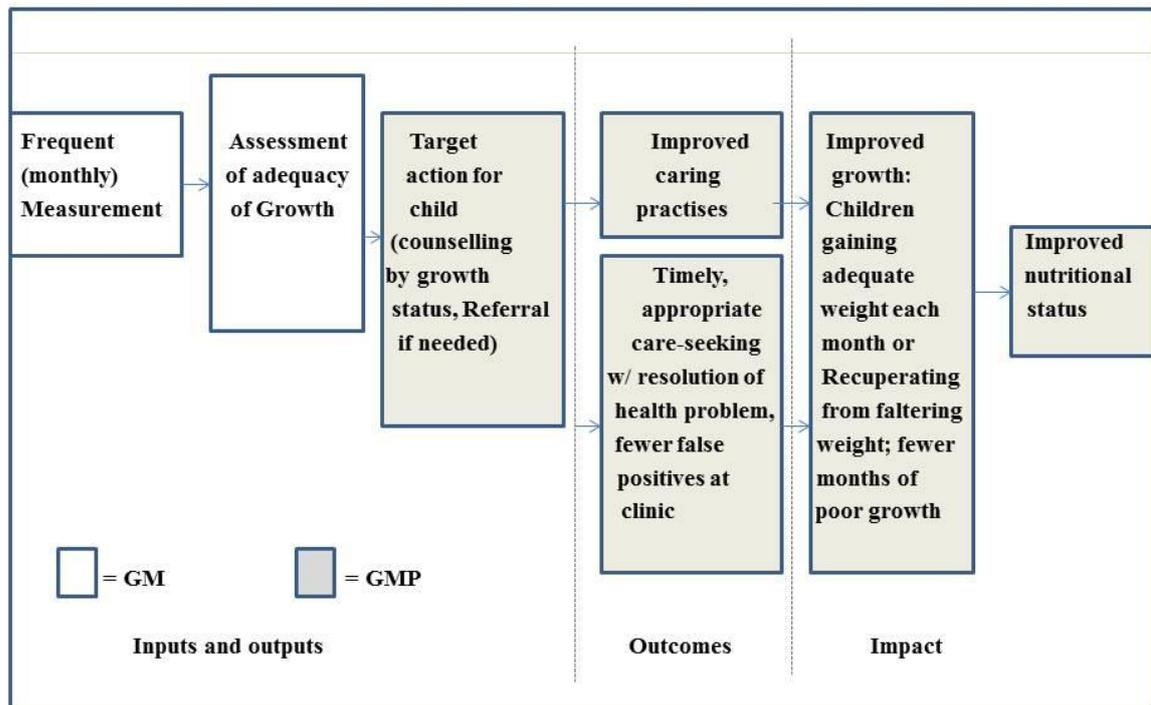 Frequent
(monthly)
Measurement
Assessment
of adequacy
of Growth
Target
action for
child
(counselling
by growth
status, Referral
if needed)
Improved
caring
practises
Timely,
appropriate
care-seeking
w/ resolution of
health problem,
fewer false
positives at
clinic
Improved
growth:
Children
gaining
adequate
weight each
month or
Recuperating
from faltering
weight; fewer
months of
poor growth
Improved
nutritional
status
= GM
= GMP
Inputs and outputs
Outcomes
Impact